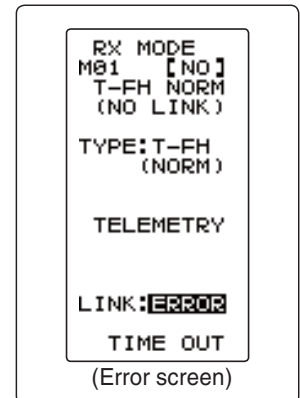 RX MODE
M01 [NO]
T-FH NORM
(NO LINK)
TYPE:T-FH
(NORM)
TELEMETRY
LINK:ERROR
TIME OUT
(Error screen)